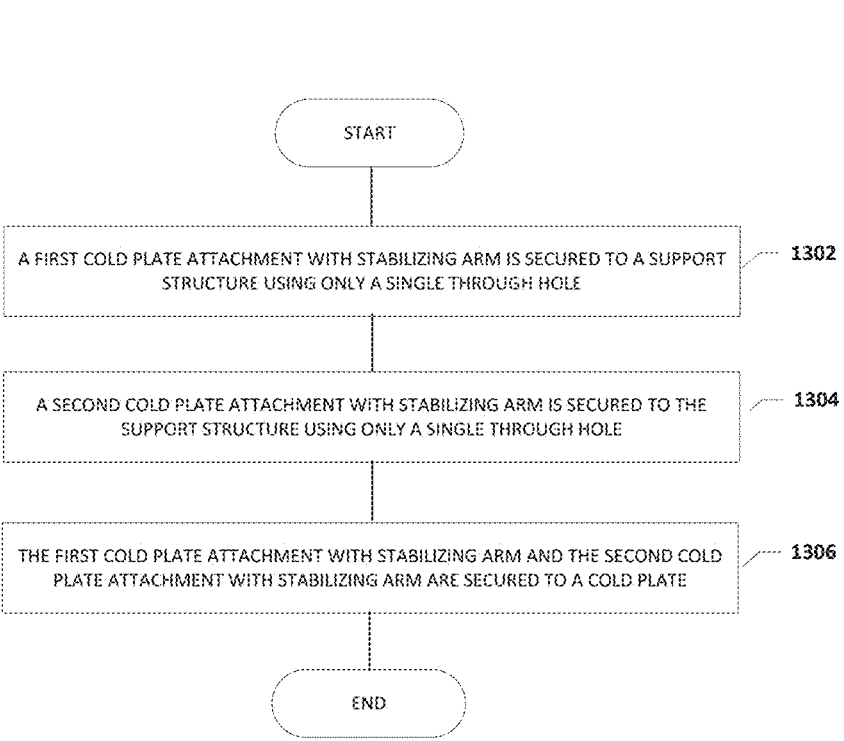 START
A FIRST COLD PLATE ATTACHMENT WITH STABILIZING ARM IS SECURED TO A SUPPORT
STRUCTURE USING ONLY A SINGLE THROUGH HOLE
1302
A SECOND COLD PLATE ATTACHMENT WITH STABILIZING ARM IS SECURED TO THE
SUPPORT STRUCTURE USING ONLY A SINGLE THROUGH HOLE
1304
THE FIRST COLD PLATE ATTACHMENT WITH STABILIZING ARM AND THE SECOND COLD
PLATE ATTACHMENT WITH STABILIZING ARM ARE SECURED TO A COLD PLATE
1306
END